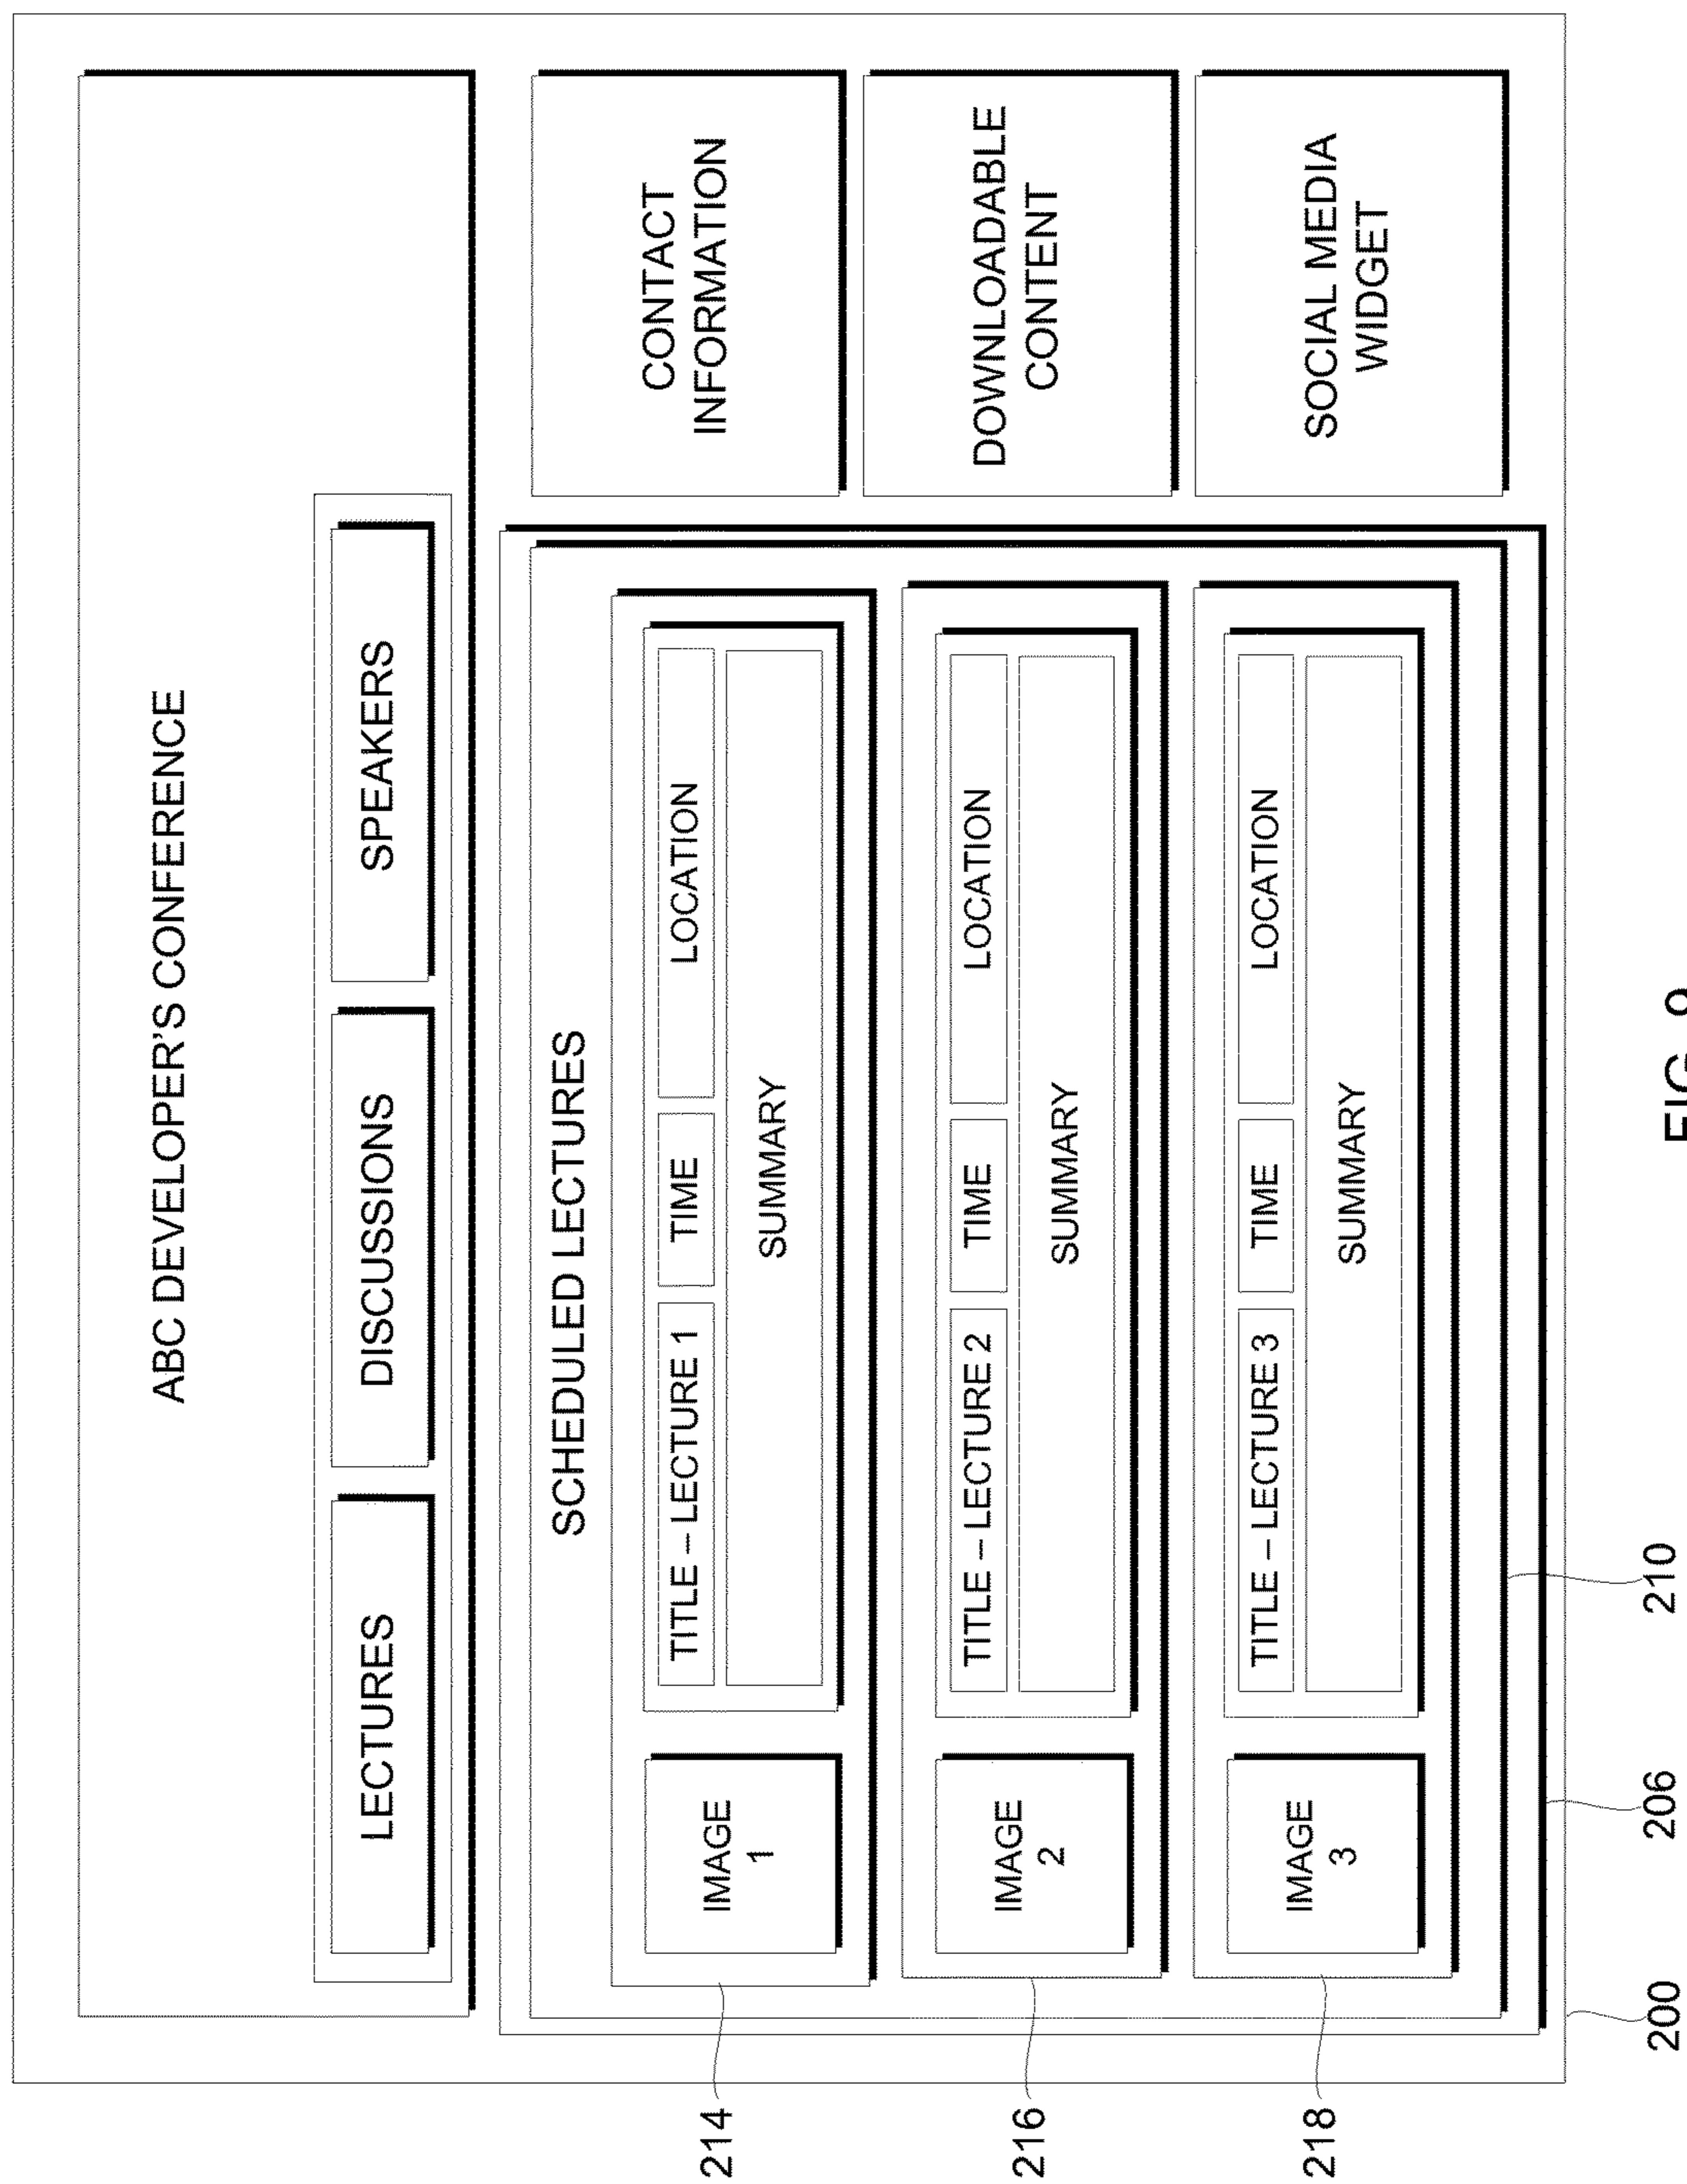 ABC DEVELOPER'S CONFERENCE
LECTURES
DISCUSSIONS
SPEAKERS
SCHEDULED LECTURES
214
IMAGE
1
TITLE – LECTURE 1
TIME
LOCATION
SUMMARY
216
IMAGE
2
TITLE – LECTURE 2
TIME
LOCATION
SUMMARY
218
IMAGE
3
TITLE – LECTURE 3
TIME
LOCATION
SUMMARY
CONTACT
INFORMATION
DOWNLOADABLE
CONTENT
SOCIAL MEDIA
WIDGET
200
206
210
FIG